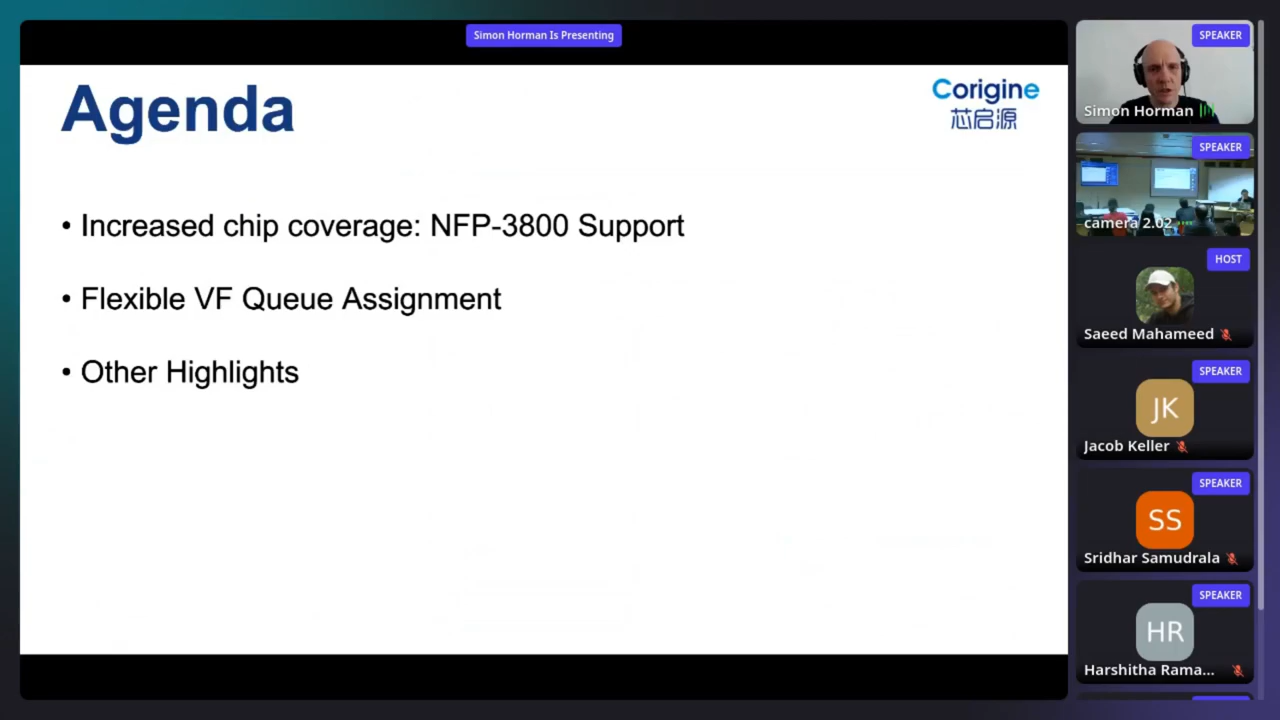 Simon Horman Is Presenting
Agenda
Corigine
芯启源
• Increased chip coverage: NFP-3800 Support
• Flexible VF Queue Assignment
• Other Highlights
SPEAKER
Simon Horman
SPEAKER
camera 2.02
HOST
Saeed Mahameed
SPEAKER
JK
Jacob Keller
SPEAKER
SS
Sridhar Samudrala
SPEAKER
HR
Harshitha Rama...